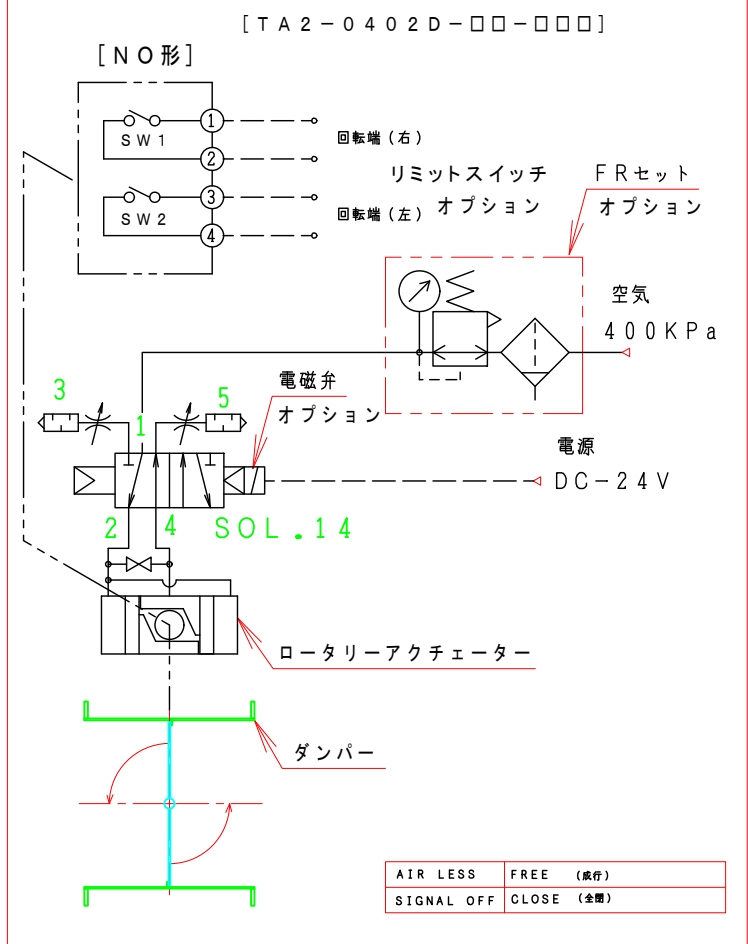 [TA2-0402D-□□-□□□]
[NO形]
1
SW1
回転端(右)
2
リミットスイッチ
オプション
FRセット
オプション
3
SW2
回転端(左)
4
空気
400KPa
電磁弁
オプション
3
1
5
電源
DC-24V
2
4
SOL.14
ロータリーアクチェーター
ダンパー
AIR LESS FREE (成行)
SIGNAL OFF CLOSE (全閉)